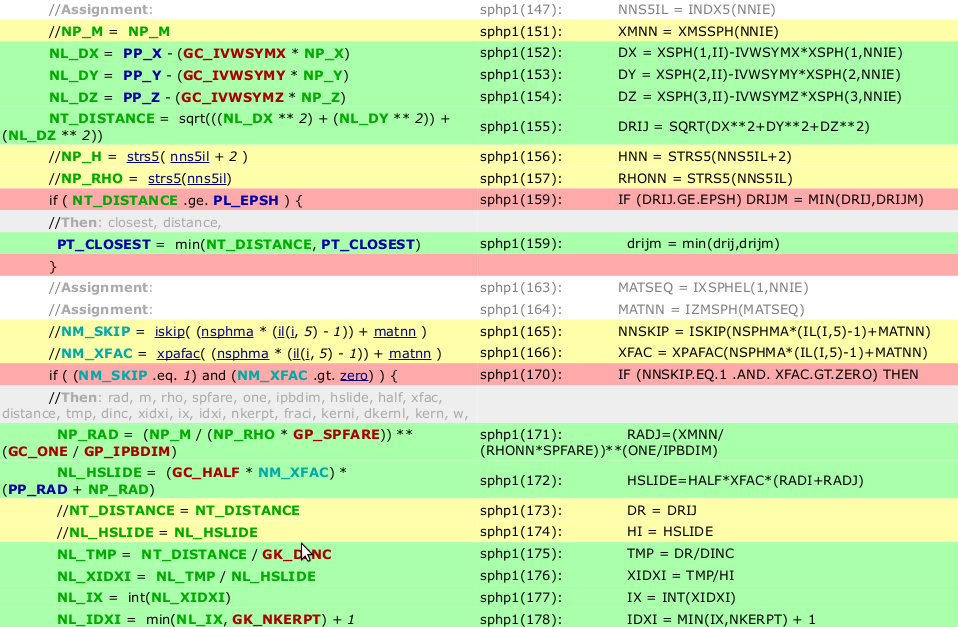 //Assignment: sphp1(147): NNS5IL = INDX5(NNIE)
//NP_M = NP_M sphp1(151): XMNN = XMSSPH(NNIE)
NL_DX = PP_X - (GC_IVWSYMX * NP_X) sphp1(152): DX = XSPH(1,II)-IVWSYMX*XSPH(1,NNIE)
NL_DY = PP_Y - (GC_IVWSYMY * NP_Y) sphp1(153): DY = XSPH(2,II)-IVWSYMY*XSPH(2,NNIE)
NL_DZ = PP_Z - (GC_IVWSYMZ * NP_Z) sphp1(154): DZ = XSPH(3,II)-IVWSYMZ*XSPH(3,NNIE)
NT_DISTANCE = sqrt(((NL_DX ** 2) + (NL_DY ** 2)) +
(NL_DZ ** 2)) sphp1(155): DRIJ = SQRT(DX**2+DY**2+DZ**2)
//NP_H = strs5( nns5il + 2 ) sphp1(156): HNN = STRS5(NNS5IL+2)
//NP_RHO = strs5(nns5il) sphp1(157): RHONN = STRS5(NNS5IL)
if ( NT_DISTANCE .ge. PL_EPSH ) { sphp1(159): IF (DRIJ.GE.EPSH) DRIJM = MIN(DRIJ,DRIJM)
//Then: closest, distance,
PT_CLOSEST = min(NT_DISTANCE, PT_CLOSEST) sphp1(159): drijm = min(drij,drijm)
}
//Assignment: sphp1(163): MATSEQ = IXSPHEL(1,NNIE)
//Assignment: sphp1(164): MATNN = IZMSPH(MATSEQ)
//NM_SKIP = iskip( (nsphma * (il(i, 5) - 1)) + matnn ) sphp1(165): NNSKIP = ISKIP(NSPHMA*(IL(I,5)-1)+MATNN)
//NM_XFAC = xpafac( (nsphma * (il(i, 5) - 1)) + matnn ) sphp1(166): XFAC = XPAFAC(NSPHMA*(IL(I,5)-1)+MATNN)
if ( (NM_SKIP .eq. 1) and (NM_XFAC .gt. zero) ) { sphp1(170): IF (NNSKIP.EQ.1 .AND. XFAC.GT.ZERO) THEN
//Then: rad, m, rho, spfare, one, ipbdim, hslide, half, xfac,
distance, tmp, dinc, xidxi, ix, idxi, nkerpt, fraci, kerni, dkernl, kern, w,
NP_RAD = (NP_M / (NP_RHO * GP_SPFARE)) ** sphp1(171): RADJ=(XMNN/
(GC_ONE / GP_IPBDIM) (RHONN*SPFARE))**(ONE/IPBDIM)
NL_HSLIDE = (GC_HALF * NM_XFAC) *
(PP_RAD + NP_RAD) sphp1(172): HSLIDE=HALF*XFAC*(RADI+RADJ)
//NT_DISTANCE = NT_DISTANCE sphp1(173): DR = DRIJ
//NL_HSLIDE = NL_HSLIDE sphp1(174): HI = HSLIDE
NL_TMP = NT_DISTANCE / GK_DINC sphp1(175): TMP = DR/DINC
NL_XIDXI = NL_TMP / NL_HSLIDE sphp1(176): XIDXI = TMP/HI
NL_IX = int(NL_XIDXI) sphp1(177): IX = INT(XIDXI)
NL_IDXI = min(NL_IX, GK_NKERPT) + 1 sphp1(178): IDXI = MIN(IX,NKERPT) + 1